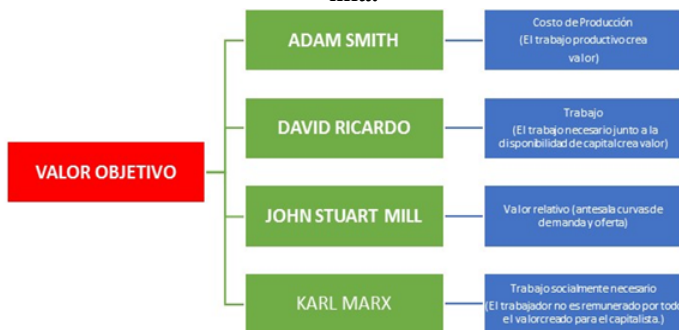 VALOR OBJETIVO
ADAM SMITH
Costo de Producción
(El trabajo productivo crea
valor)
DAVID RICARDO
Trabajo
(El trabajo necesario junto a la
disponibilidad de capital crea valor)
JOHN STUART MILL
Valor relativo (antesala curvas de
demanda y oferta)
KARL MARX
Trabajo socialmente necesario
(El trabajador no es remunerado por todo
el valor creado para el capitalista.)